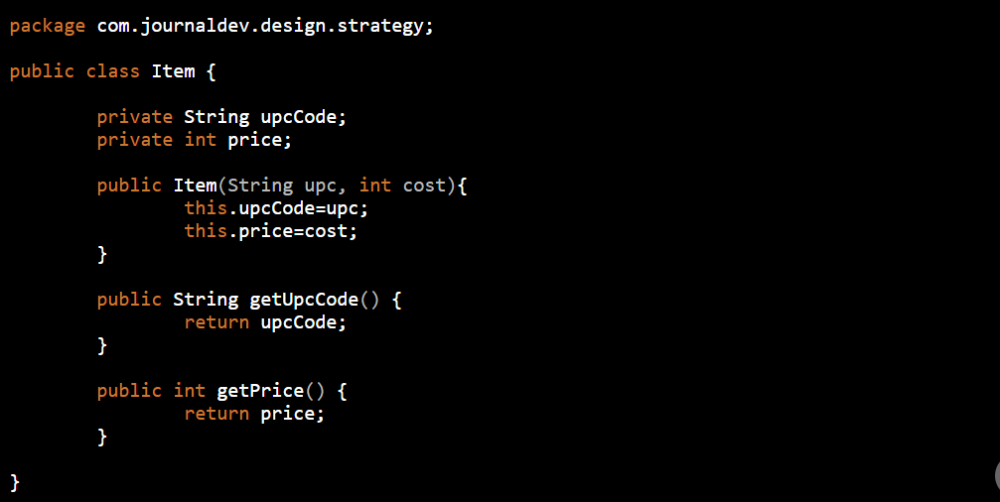 package com.journaldev.design.strategy;
public class Item {
private String upcCode;
private int price;
public Item(String upc, int cost){
this.upcCode=upc;
this.price=cost;
}
public String getUpcCode() {
return upcCode;
}
public int getPrice() {
return price;
}
}